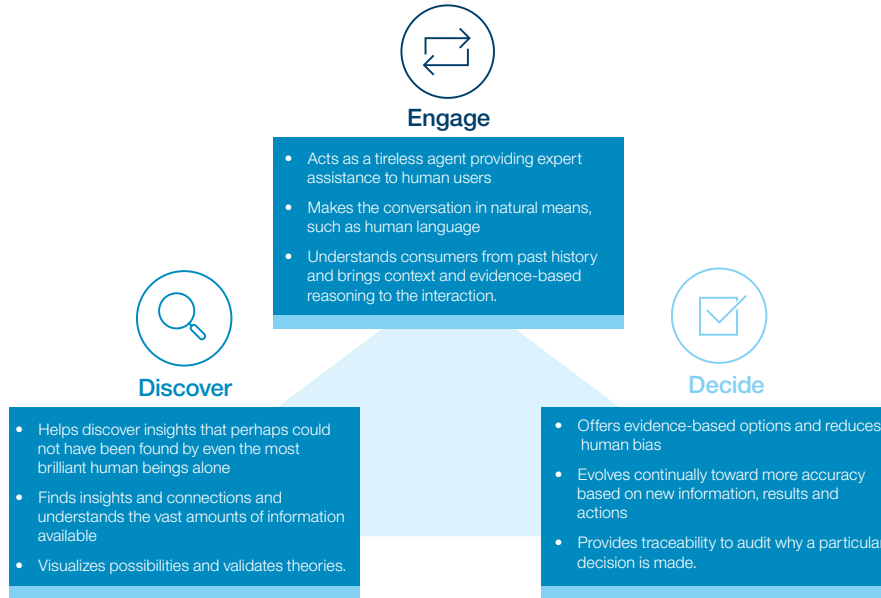 Engage
• Acts as a tireless agent providing expert
assistance to human users
• Makes the conversation in natural means,
such as human language
• Understands consumers from past history
and brings context and evidence-based
reasoning to the interaction.
Discover
• Helps discover insights that perhaps could
not have been found by even the most
brilliant human beings alone
• Finds insights and connections and
understands the vast amounts of information
available
• Visualizes possibilities and validates theories.
Decide
• Offers evidence-based options and reduces
human bias
• Evolves continually toward more accuracy
based on new information, results and
actions
• Provides traceability to audit why a particular
decision is made.